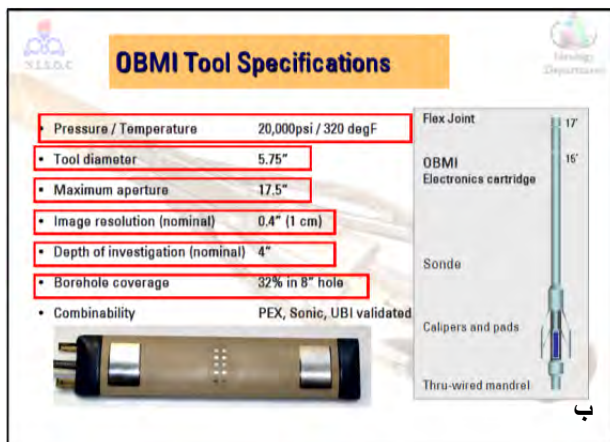 N.I.S.O.C
Geology
Department
OBMI Tool Specifications
• Pressure / Temperature 20,000psi / 320 degF
• Tool diameter 5.75"
• Maximum aperture 17.5"
• Image resolution (nominal) 0.4" (1 cm)
• Depth of investigation (nominal) 4"
• Borehole coverage 32% in 8" hole
• Combinability PEX, Sonic, UBI validated
Flex Joint 17'
OBMI 15'
Electronics cartridge
Sonde
Calipers and pads
Thru-wired mandrel
ب